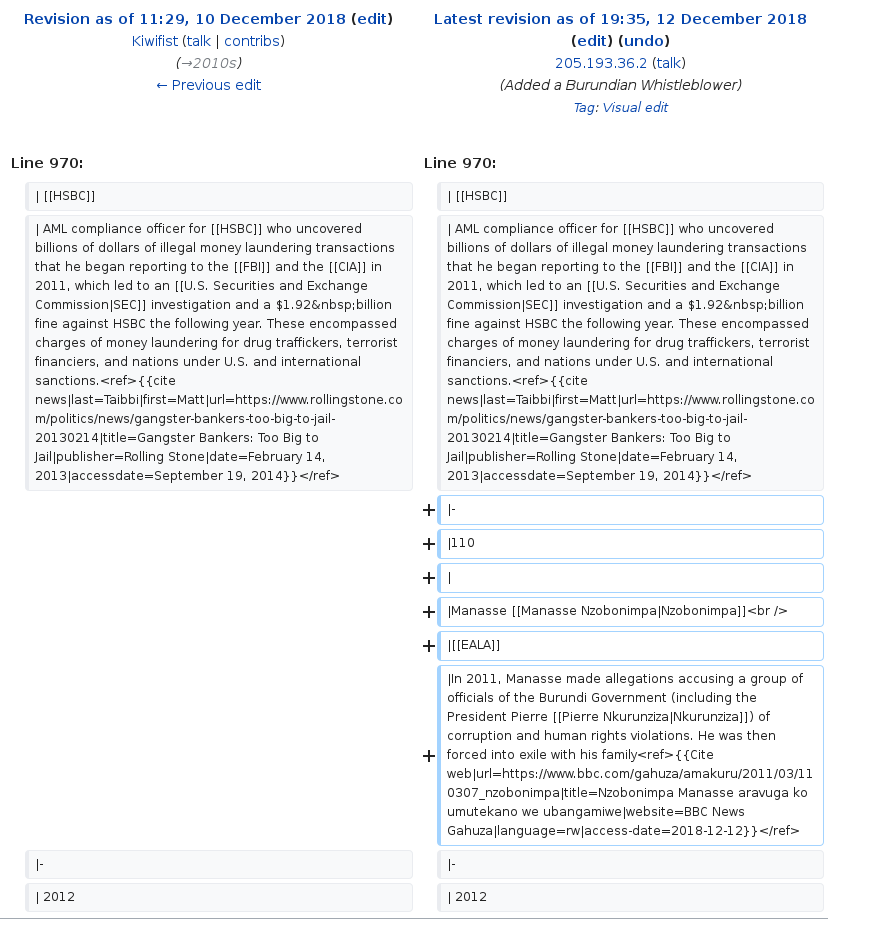 Revision as of 11:29, 10 December 2018 (edit)
Kiwifist (talk | contribs)
(→2010s)
← Previous edit
Latest revision as of 19:35, 12 December 2018
(edit) (undo)
205.193.36.2 (talk)
(Added a Burundian Whistleblower)
Tag: Visual edit
Line 970:
Line 970:
| [[HSBC]]
| [[HSBC]]
| AML compliance officer for [[HSBC]] who uncovered
billions of dollars of illegal money laundering transactions
that he began reporting to the [[FBI]] and the [[CIA]] in
2011, which led to an [[U.S. Securities and Exchange
Commission|SEC]] investigation and a $1.92&nbsp;billion
fine against HSBC the following year. These encompassed
charges of money laundering for drug traffickers, terrorist
financiers, and nations under U.S. and international
sanctions.<ref>{{cite
news|last=Taibbi|first=Matt|url=https://www.rollingstone.co
m/politics/news/gangster-bankers-too-big-to-jail-
20130214|title=Gangster Bankers: Too Big to
Jail|publisher=Rolling Stone|date=February 14,
2013|accessdate=September 19, 2014}}</ref>
| AML compliance officer for [[HSBC]] who uncovered
billions of dollars of illegal money laundering transactions
that he began reporting to the [[FBI]] and the [[CIA]] in
2011, which led to an [[U.S. Securities and Exchange
Commission|SEC]] investigation and a $1.92&nbsp;billion
fine against HSBC the following year. These encompassed
charges of money laundering for drug traffickers, terrorist
financiers, and nations under U.S. and international
sanctions.<ref>{{cite
news|last=Taibbi|first=Matt|url=https://www.rollingstone.co
m/politics/news/gangster-bankers-too-big-to-jail-
20130214|title=Gangster Bankers: Too Big to
Jail|publisher=Rolling Stone|date=February 14,
2013|accessdate=September 19, 2014}}</ref>
+ |-
+ |110
+ |
+ |Manasse [[Manasse Nzobonimpa|Nzobonimpa]]<br />
+ |[[EALA]]
|In 2011, Manasse made allegations accusing a group of
officials of the Burundi Government (including the
President Pierre [[Pierre Nkurunziza|Nkurunziza]]) of
corruption and human rights violations. He was then
+ forced into exile with his family<ref>{{Cite
web|url=https://www.bbc.com/gahuza/amakuru/2011/03/11
0307_nzobonimpa|title=Nzobonimpa Manasse aravuga ko
umutekano we ubangamiwe|website=BBC News
Gahuza|language=rw|access-date=2018-12-12}}</ref>
|-
|-
| 2012
| 2012